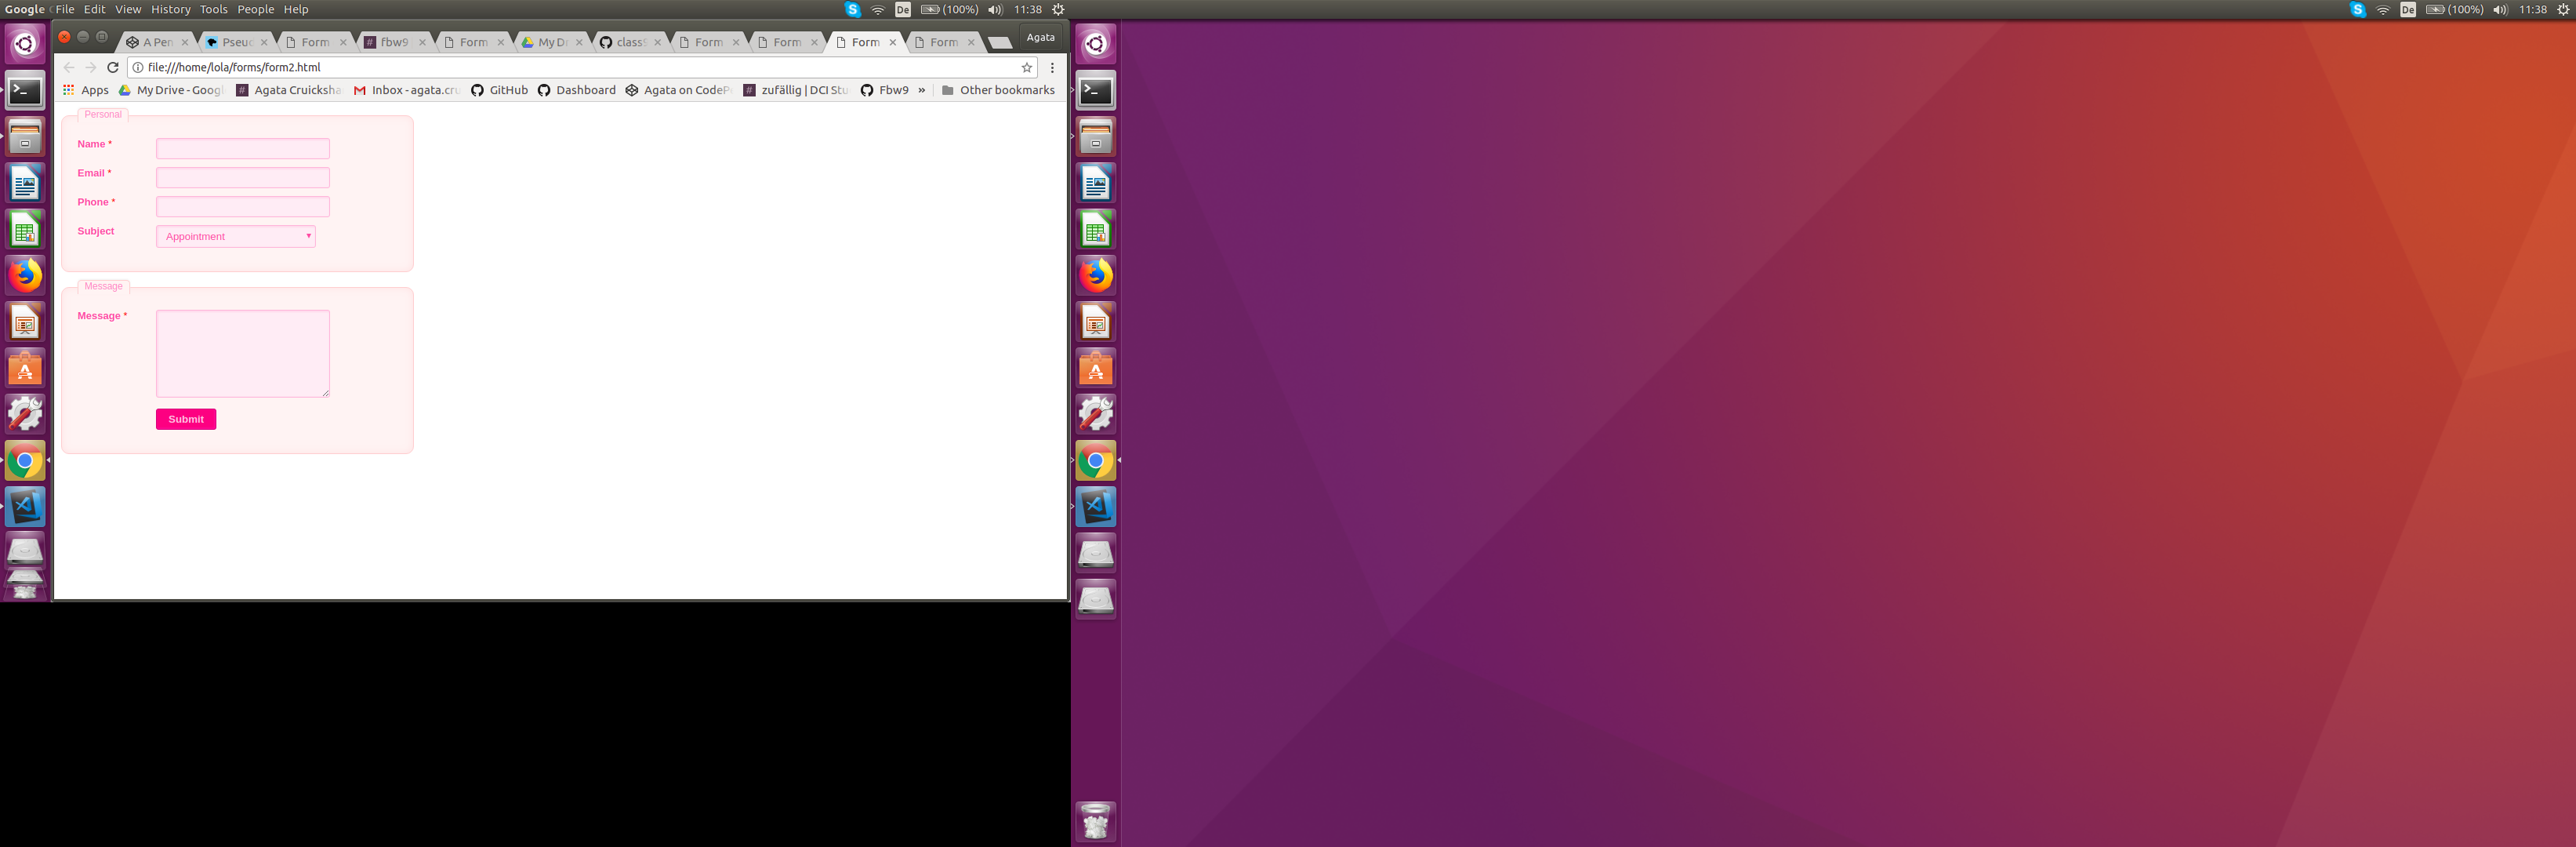 Google File Edit View History Tools People Help De (100%) 11:38
De (100%) 11:38
A Pen Pseu Form fbw9 Form My Dr class Form Form Form Form Agata
file:///home/lola/forms/form2.html
Apps My Drive - Googl Agata Cruicksha Inbox - agata.cru GitHub Dashboard Agata on CodeP zufällig | DCI Stu Fbw9 » Other bookmarks
Personal
Name *
Email *
Phone *
Subject Appointment
Message
Message *
Submit